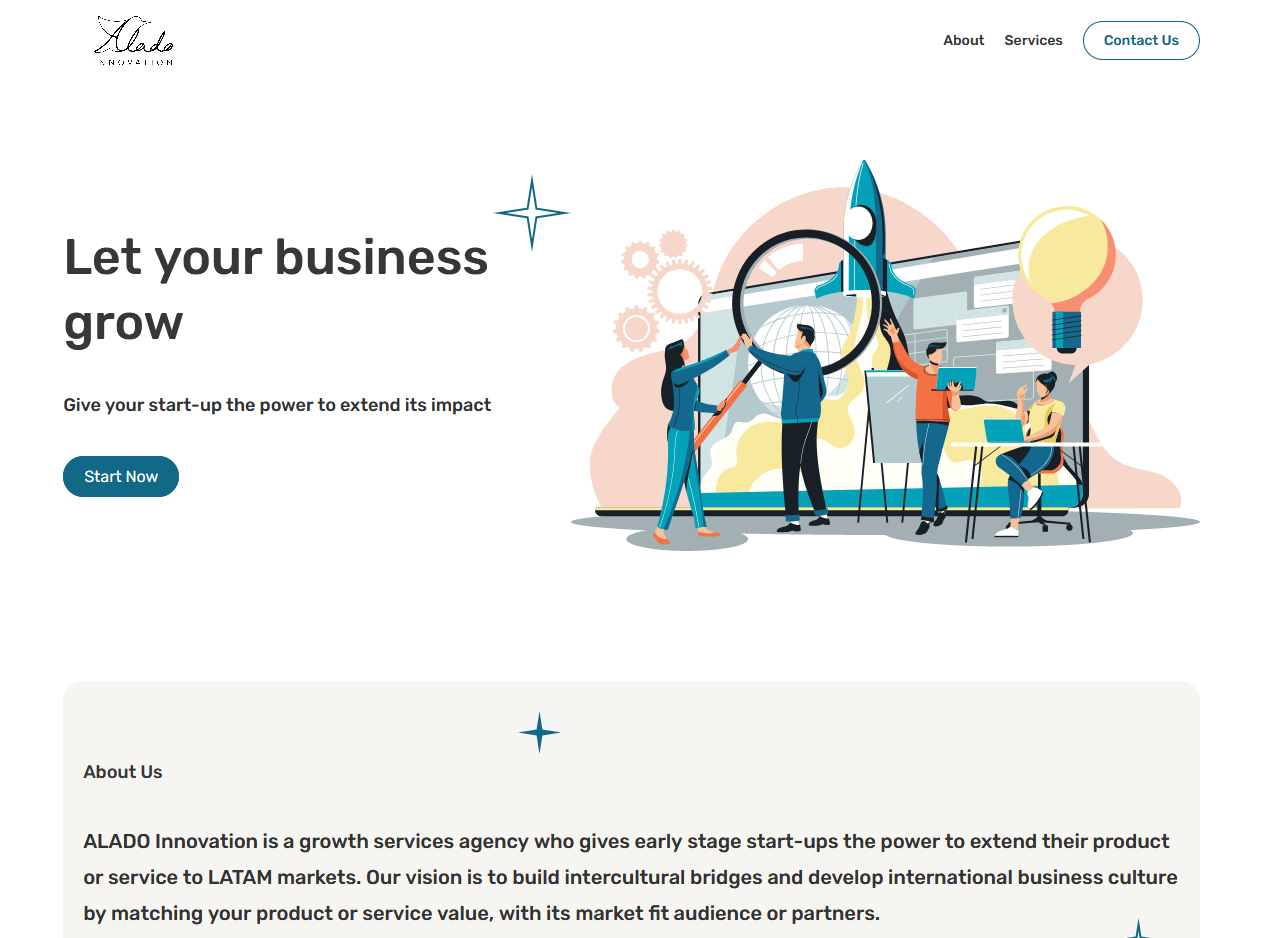 Alado
INNOVATION
About Services Contact Us
Let your business
grow
Give your start-up the power to extend its impact
Start Now
About Us
ALADO Innovation is a growth services agency who gives early stage start-ups the power to extend their product
or service to LATAM markets. Our vision is to build intercultural bridges and develop international business culture
by matching your product or service value, with its market fit audience or partners.